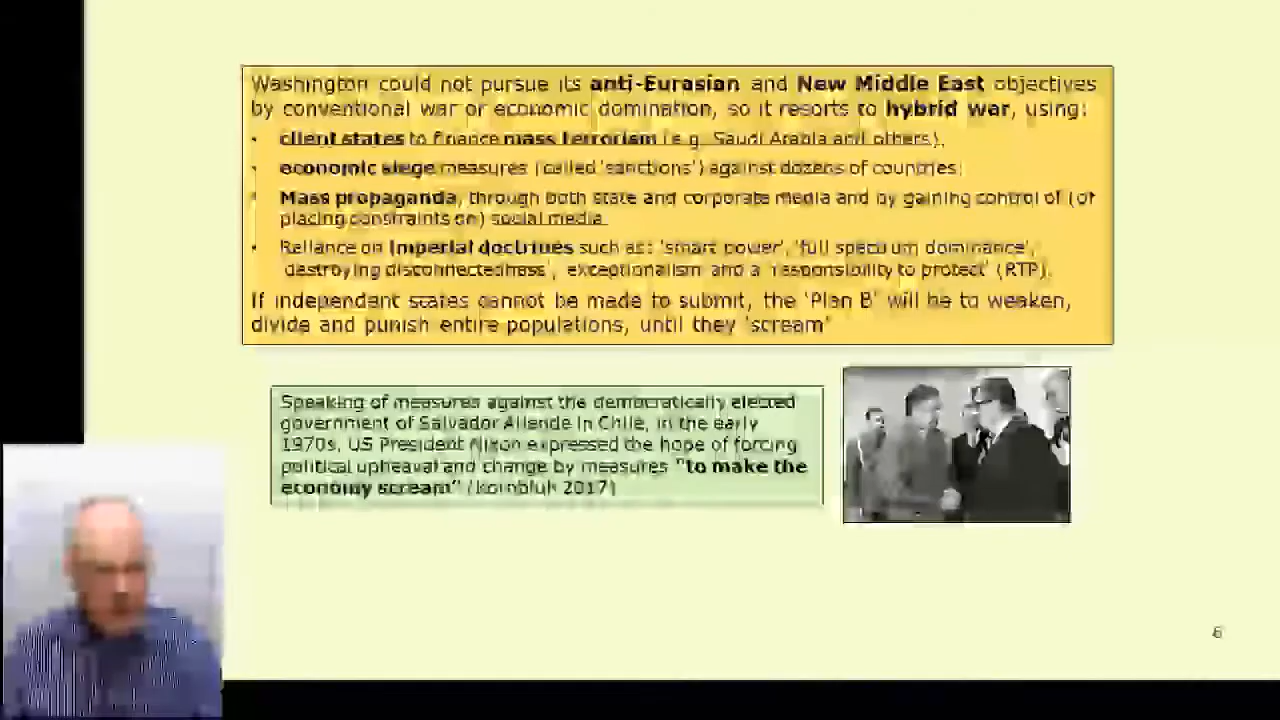 Washington could not pursue its anti-Eurasian and New Middle East objectives
by conventional war or economic domination, so it resorts to hybrid war, using:
• client states to finance mass terrorism (e.g. Saudi Arabia and others),
• economic siege measures (called 'sanctions') against dozens of countries;
• Mass propaganda, through both state and corporate media and by gaining control of (or
placing constraints on) social media.
• Reliance on imperial doctrines such as: 'smart power', 'full spectrum dominance',
'destroying disconnectedness', exceptionalism and a 'responsibility to protect' (RTP).
If independent states cannot be made to submit, the 'Plan B' will be to weaken,
divide and punish entire populations, until they 'scream'
Speaking of measures against the democratically elected
government of Salvador Allende in Chile, in the early
1970s, US President Nixon expressed the hope of forcing
political upheaval and change by measures "to make the
economy scream" (Kornbluh 2017)
6